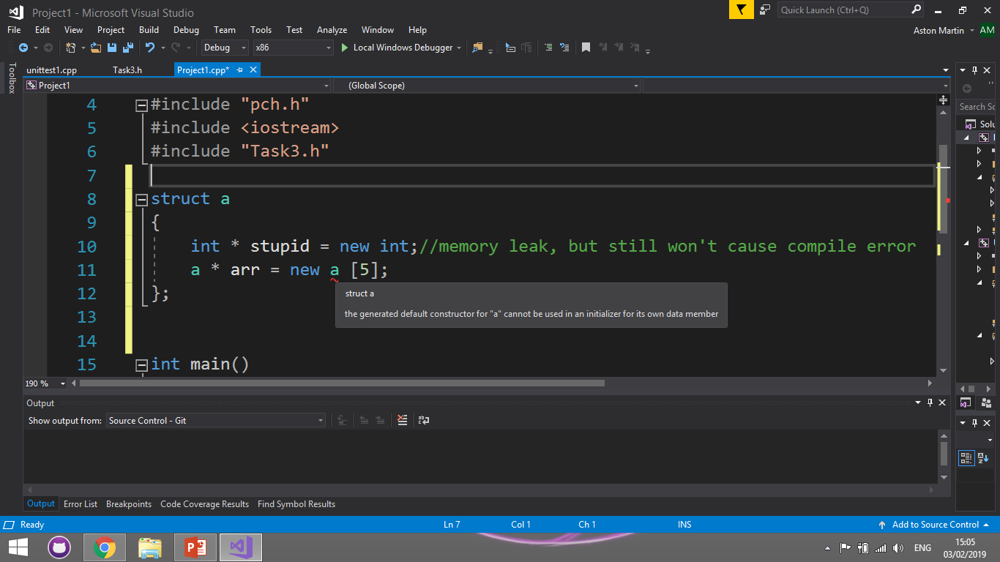 Project1 - Microsoft Visual Studio
Quick Launch (Ctrl+Q)
File Edit View Project Build Debug Team Tools Test Analyze Window Help
Aston Martin AM
Debug x86 Local Windows Debugger
Toolbox
unittest1.cpp Task3.h Project1.cpp*
Project1 (Global Scope)
4 #include "pch.h"
5 #include <iostream>
6 #include "Task3.h"
7
8 struct a
9 {
10 int * stupid = new int;//memory leak, but still won't cause compile error
11 a * arr = new a [5];
12 };
struct a
the generated default constructor for "a" cannot be used in an initializer for its own data member
13
14
15 int main()
190 %
Search Sc
Solu
Output
Show output from: Source Control - Git
Output Error List Breakpoints Code Coverage Results Find Symbol Results
Ready Ln 7 Col 1 Ch 1 INS Add to Source Control
ENG
15:05
03/02/2019